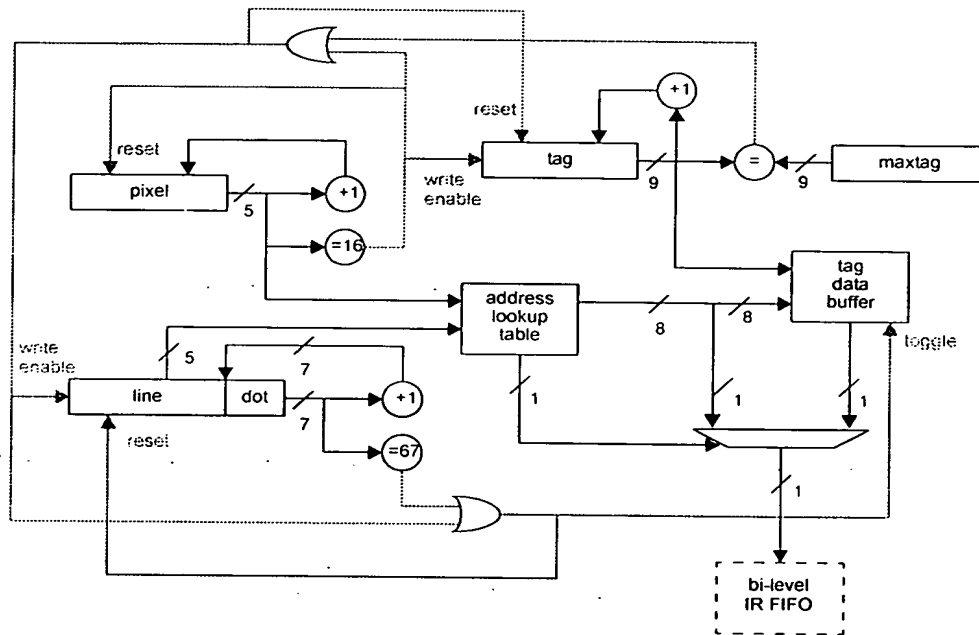 +1
reset
reset
tag
=
maxtag
pixel
+1
write
enable
9
9
5
=16
tag
data
buffer
address
lookup
table
8
8
toggle
write
enable
5
7
line
dot
+1
1
1
1
7
reset
=67
1
bi-level
IR FIFO